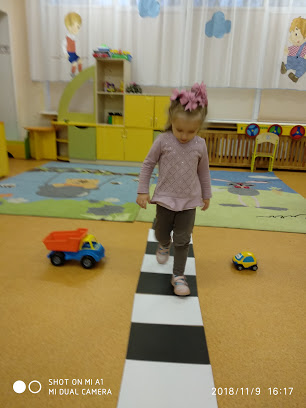 SHOT ON MI A1
MI DUAL CAMERA
2018/11/9 16:17